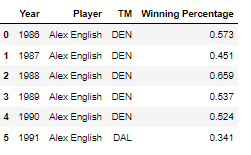 Year Player TM Winning Percentage
0 1986 Alex English DEN 0.573
1 1987 Alex English DEN 0.451
2 1988 Alex English DEN 0.659
3 1989 Alex English DEN 0.537
4 1990 Alex English DEN 0.524
5 1991 Alex English DAL 0.341